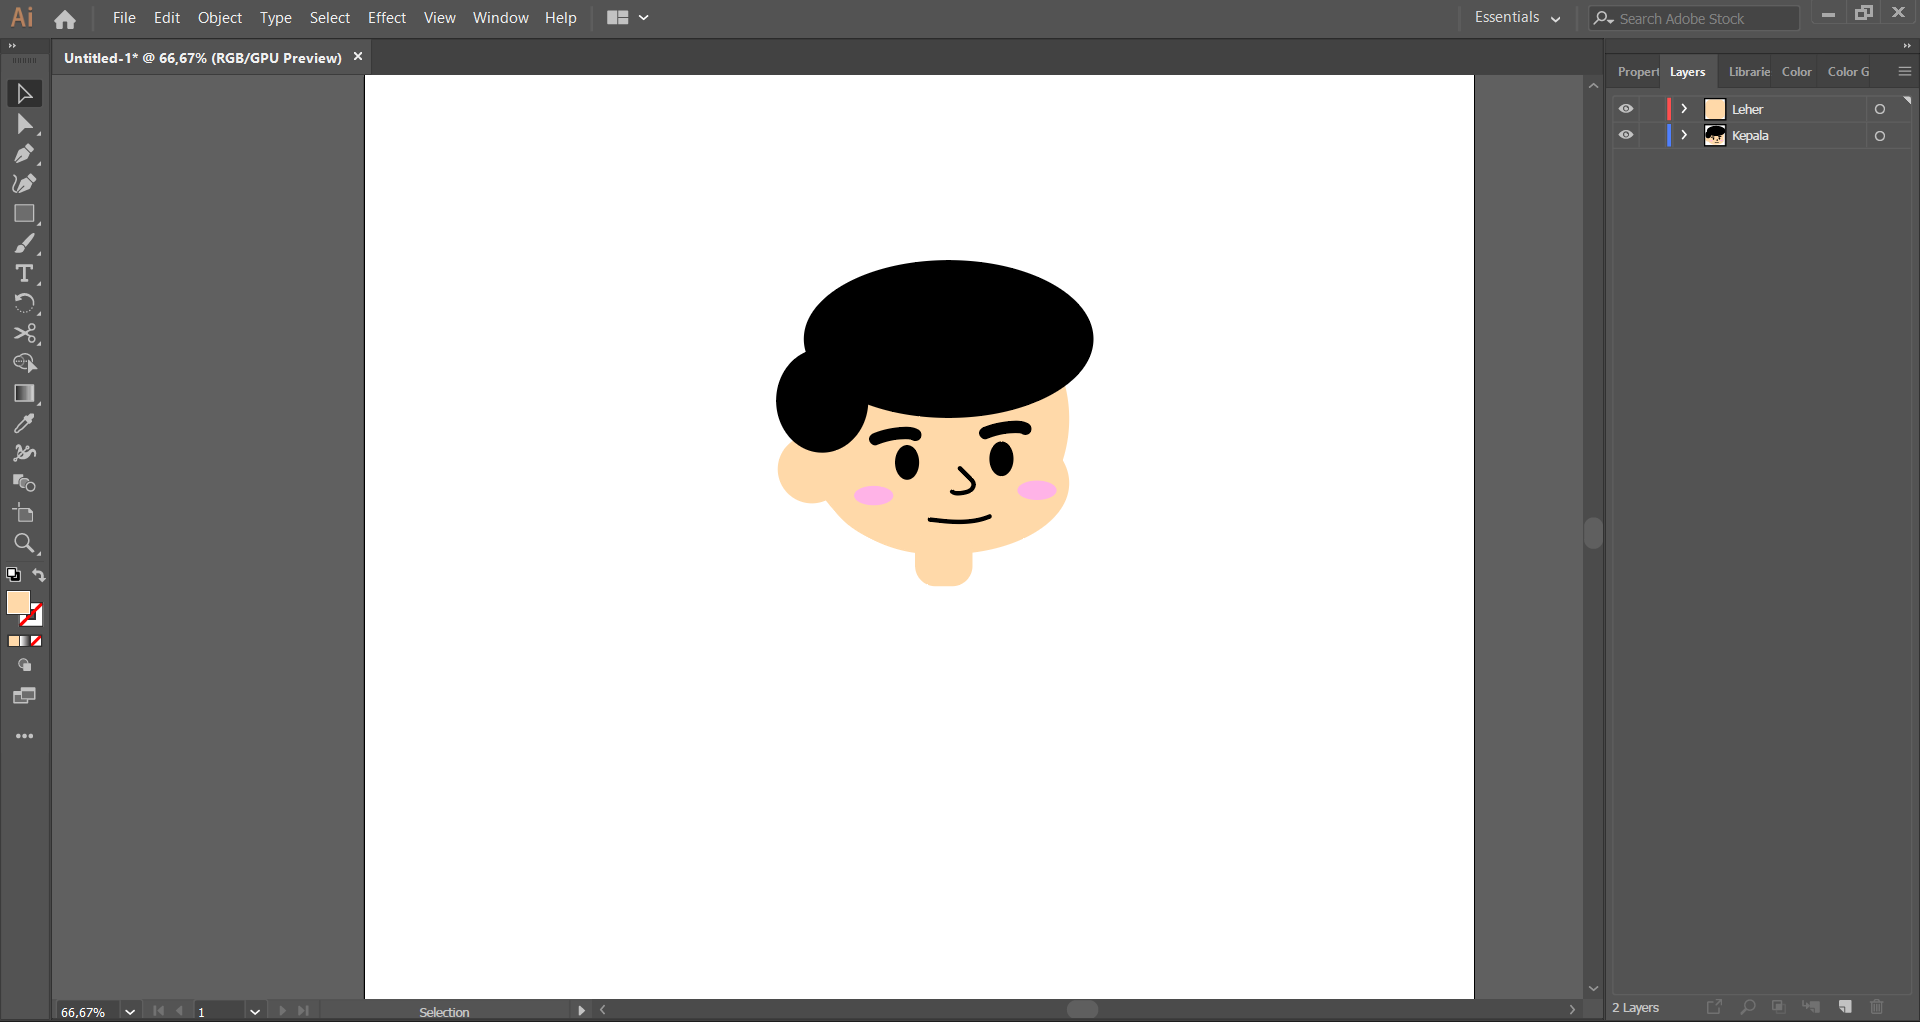 Ai File Edit Object Type Select Effect View Window Help Essentials Search Adobe Stock
Untitled-1* @ 66,67% (RGB/GPU Preview)
Propert Layers Librarie Color Color G
Leher
Kepala
66,67% 1 Selection
2 Layers